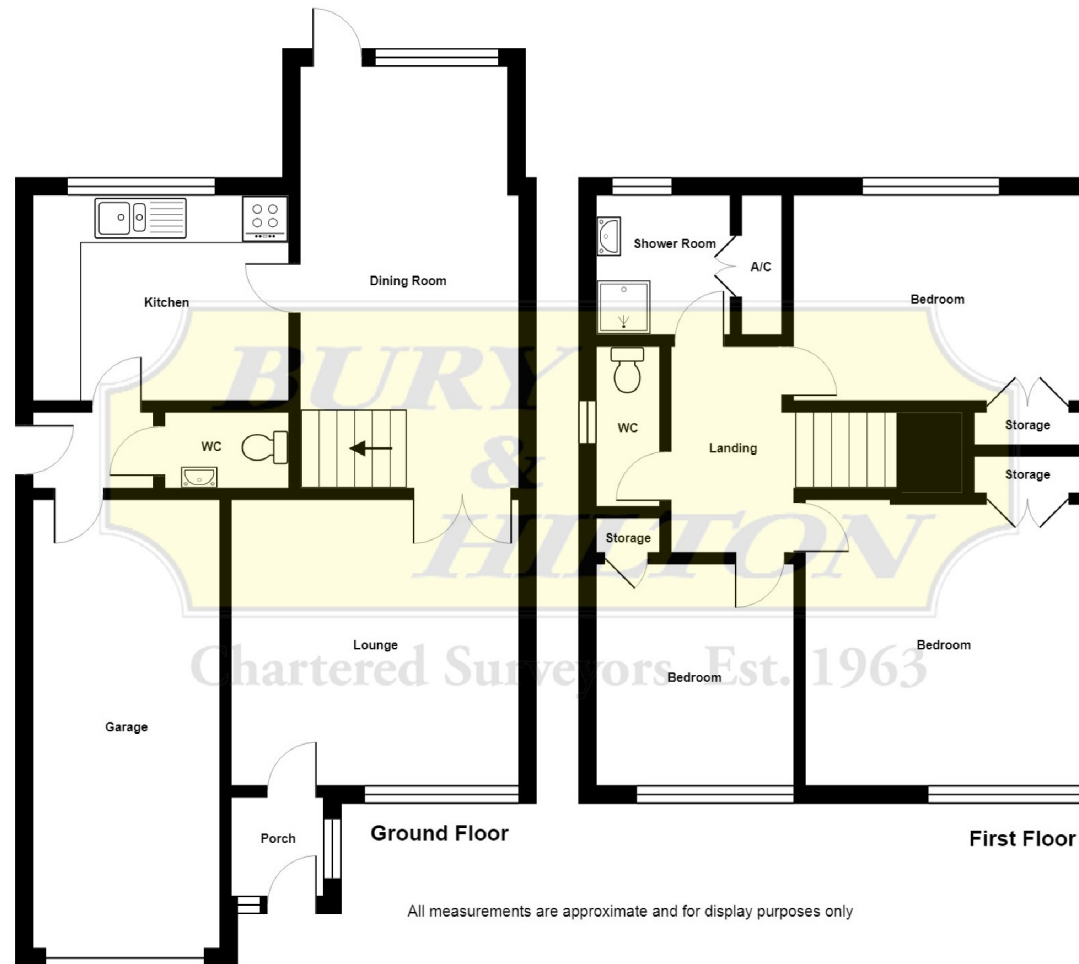 Shower Room
A/C
Dining Room
Kitchen
Bedroom
BURY
&
HILTON
Chartered Surveyors Est. 1963
WC
WC
Landing
Storage
Storage
Storage
Lounge
Bedroom
Bedroom
Garage
Porch
Ground Floor
First Floor
All measurements are approximate and for display purposes only